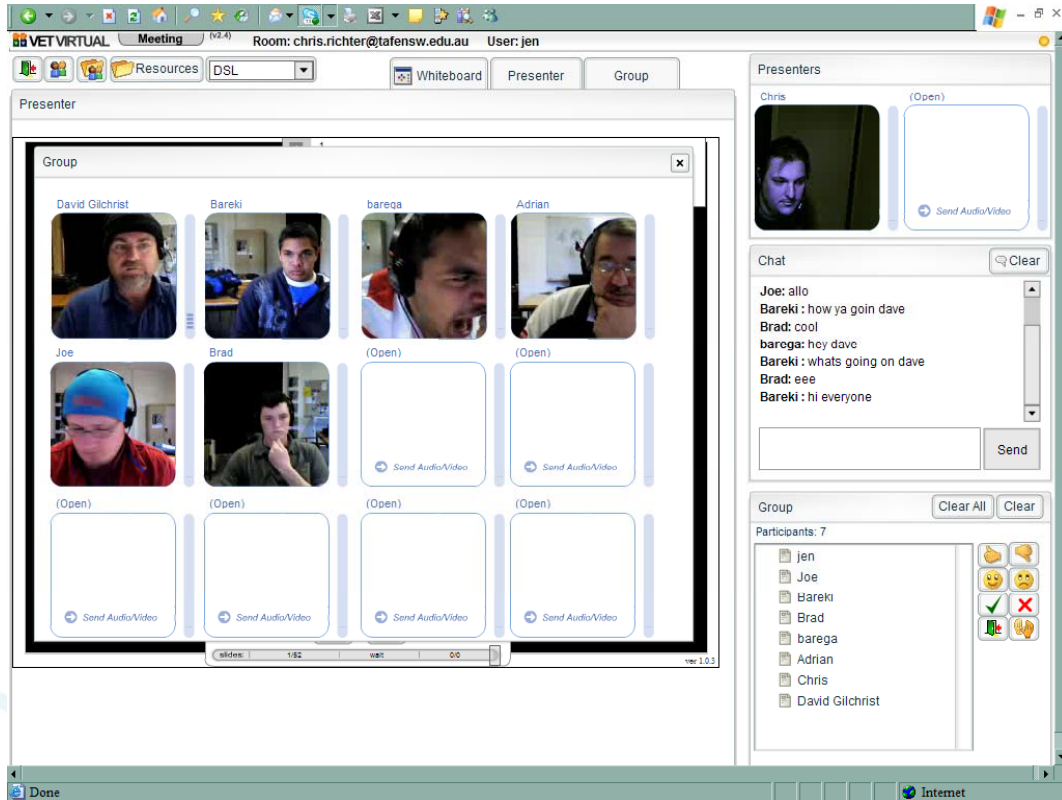 VET VIRTUAL Meeting (v2.4) Room: chris.richter@tafensw.edu.au User: jen
Resources DSL Whiteboard Presenter Group
Presenter
1
Group
David Gilchrist Bareki barega Adrian
Joe Brad (Open) (Open)
Send Audio/Video Send Audio/Video
(Open) (Open) (Open) (Open)
Send Audio/Video Send Audio/Video Send Audio/Video Send Audio/Video
slides: 1/52 wait 0/0
ver 1.0.3
Presenters
Chris (Open)
Send Audio/Video
Chat Clear
Joe: allo
Bareki : how ya goin dave
Brad: cool
barega: hey dave
Bareki : whats going on dave
Brad: eee
Bareki : hi everyone
Send
Group Clear All Clear
Participants: 7
jen
Joe
Bareki
Brad
barega
Adrian
Chris
David Gilchrist
Done Internet